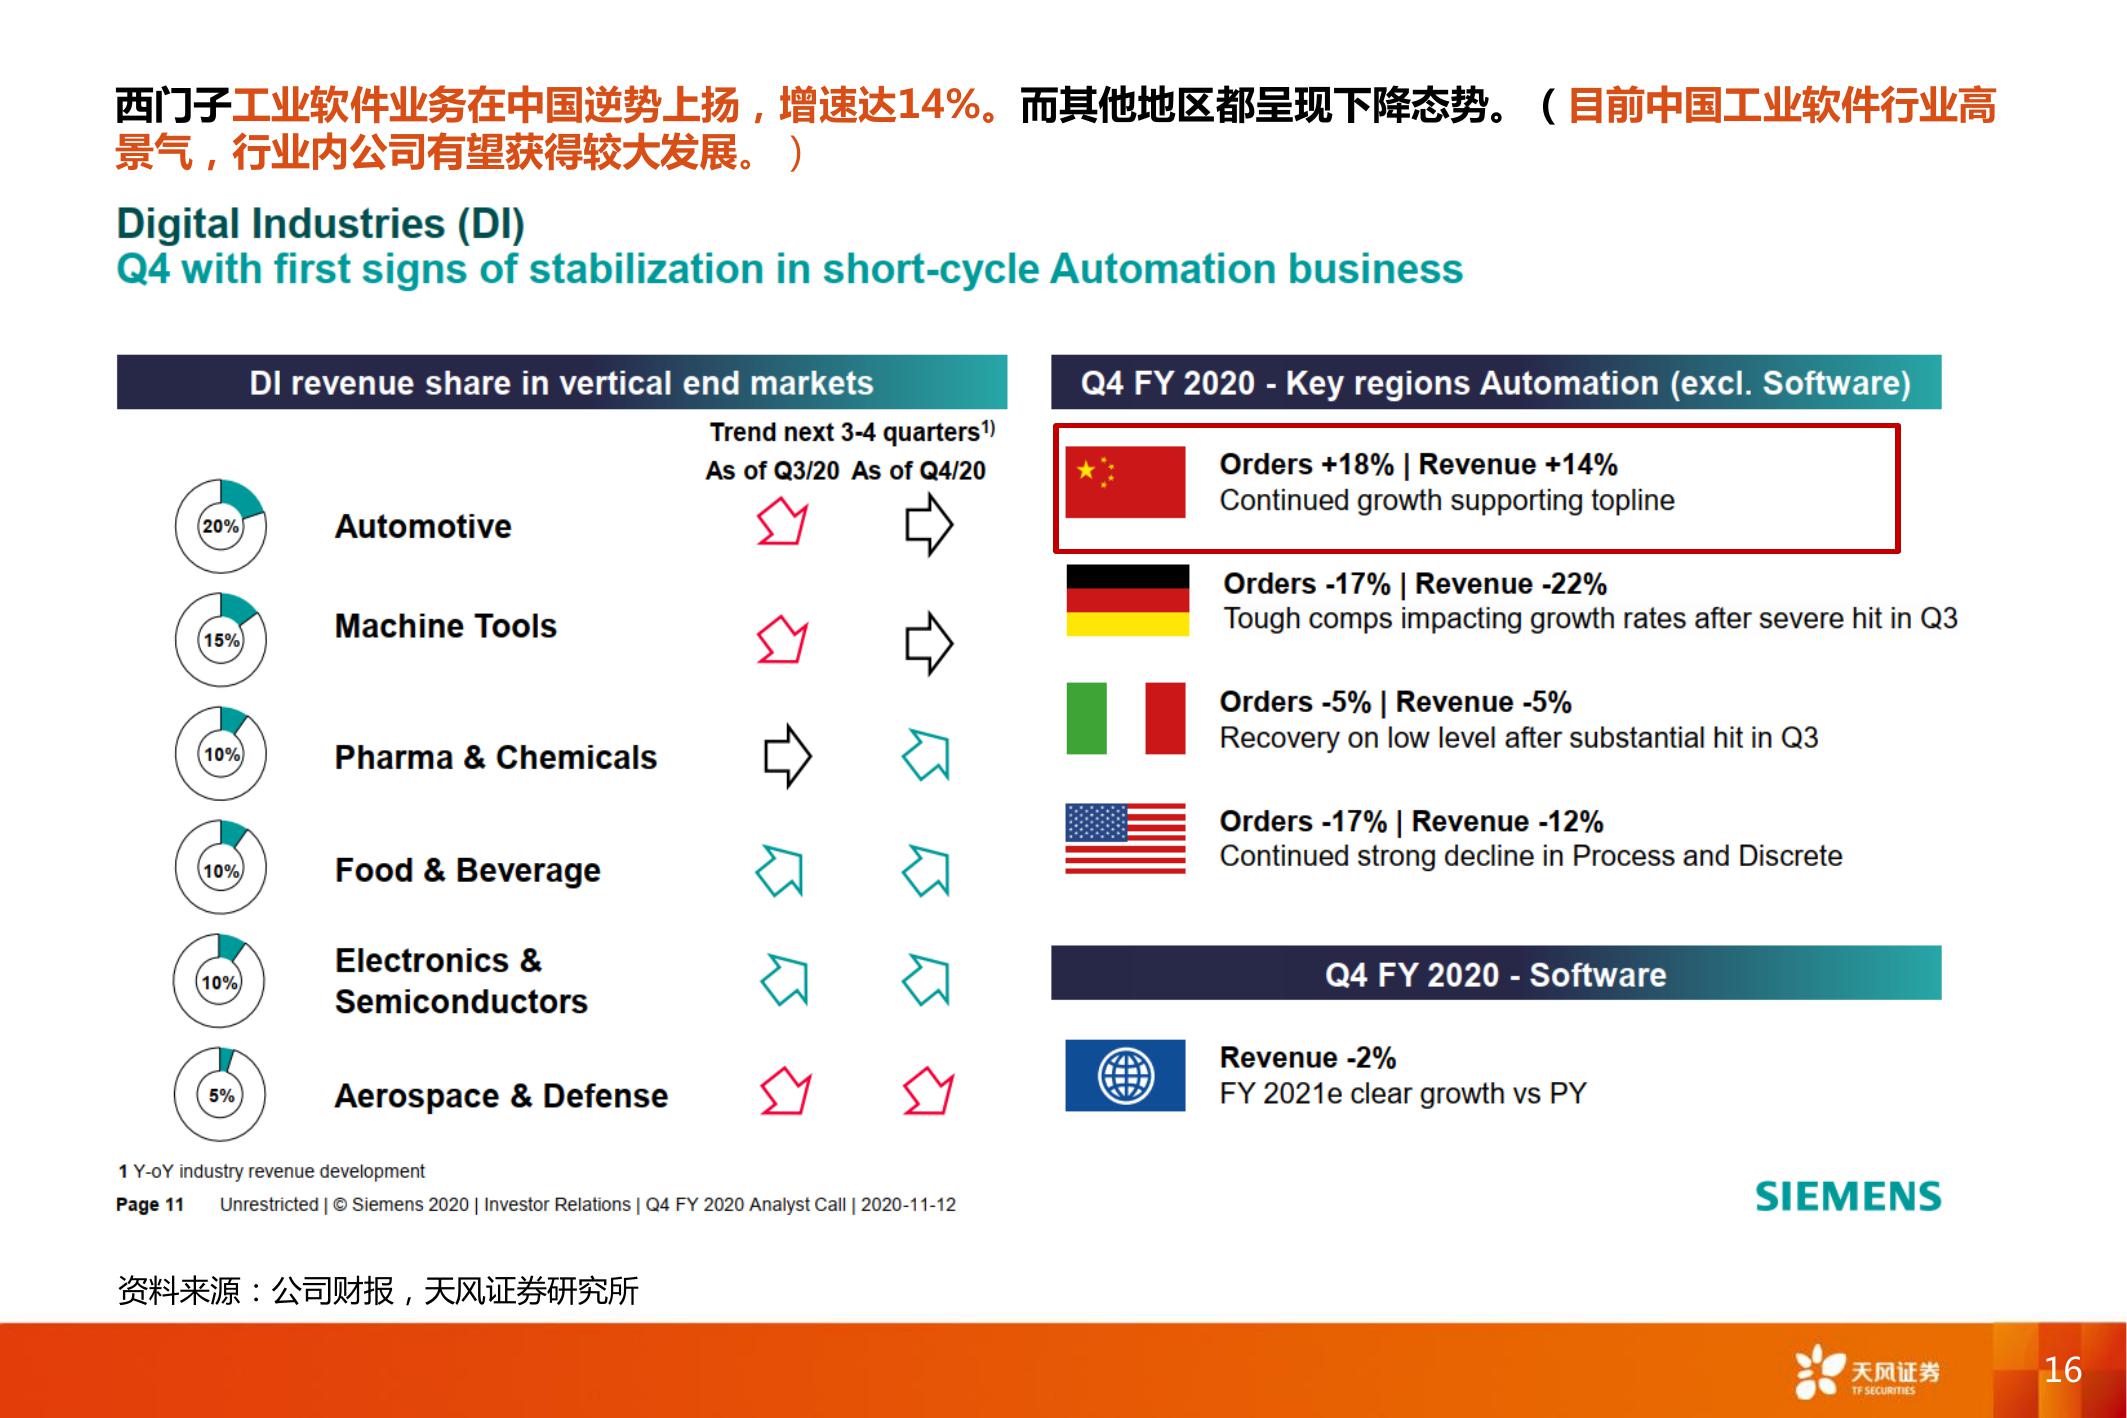 西门子工业软件业务在中国逆势上扬，增速达14%。而其他地区都呈现下降态势。（目前中国工业软件行业高
景气，行业内公司有望获得较大发展。）
Digital Industries (DI)
Q4 with first signs of stabilization in short-cycle Automation business
DI revenue share in vertical end markets
Trend next 3-4 quarters1)
As of Q3/20 As of Q4/20
20%
Automotive
15%
Machine Tools
10%
Pharma & Chemicals
10%
Food & Beverage
10%
Electronics &
Semiconductors
5%
Aerospace & Defense
Q4 FY 2020 - Key regions Automation (excl. Software)
Orders +18% | Revenue +14%
Continued growth supporting topline
Orders -17% | Revenue -22%
Tough comps impacting growth rates after severe hit in Q3
Orders -5% | Revenue -5%
Recovery on low level after substantial hit in Q3
Orders -17% | Revenue -12%
Continued strong decline in Process and Discrete
Q4 FY 2020 - Software
Revenue -2%
FY 2021e clear growth vs PY
1 Y-oY industry revenue development
Page 11 Unrestricted | © Siemens 2020 | Investor Relations | Q4 FY 2020 Analyst Call | 2020-11-12
SIEMENS
资料来源：公司财报，天风证券研究所
天风证券
TF SECURITIES
16